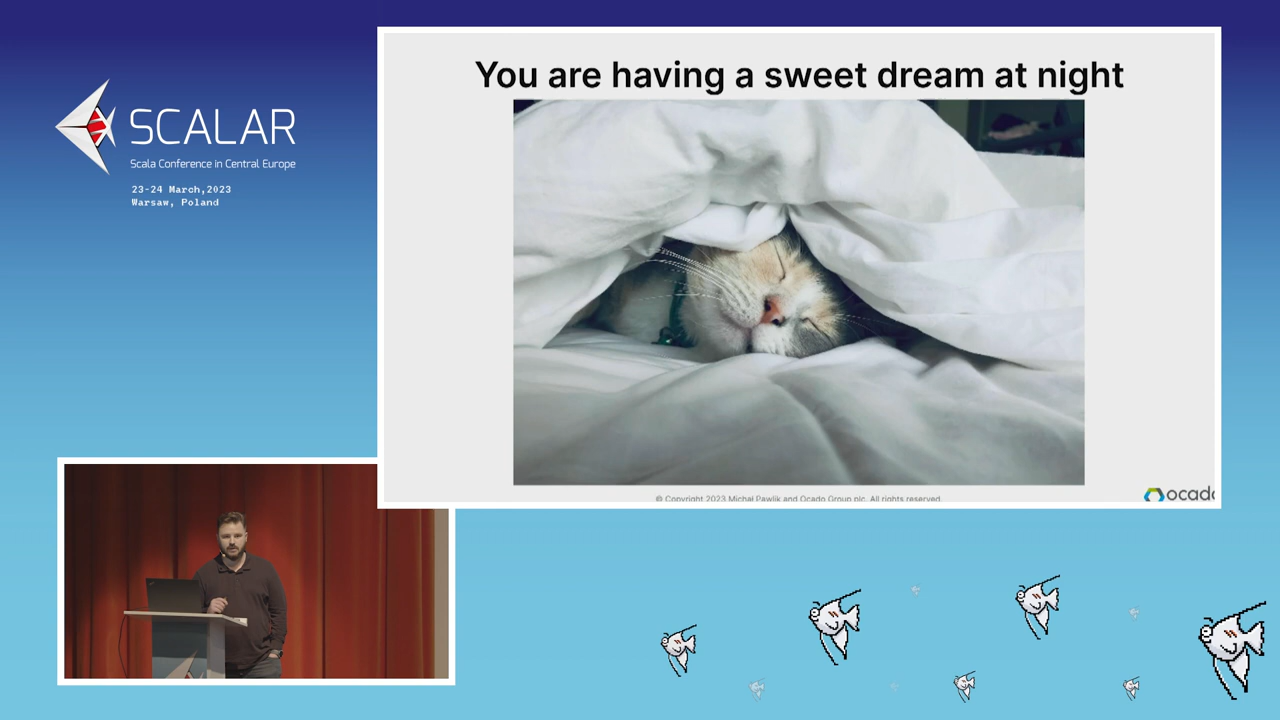 SCALAR
Scala Conference in Central Europe
23-24 March,2023
Warsaw, Poland
You are having a sweet dream at night
© Copyright 2023 Michał Pawlik and Ocado Group plc. All rights reserved.
ocado